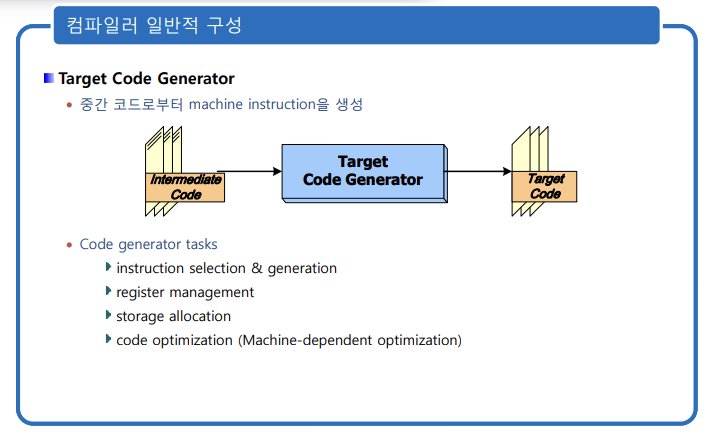 컴파일러 일반적 구성
Target Code Generator
중간 코드로부터 machine instruction을 생성
Intermediate
Code
Target
Code Generator
Target
Code
Code generator tasks
instruction selection & generation
register management
storage allocation
code optimization (Machine-dependent optimization)